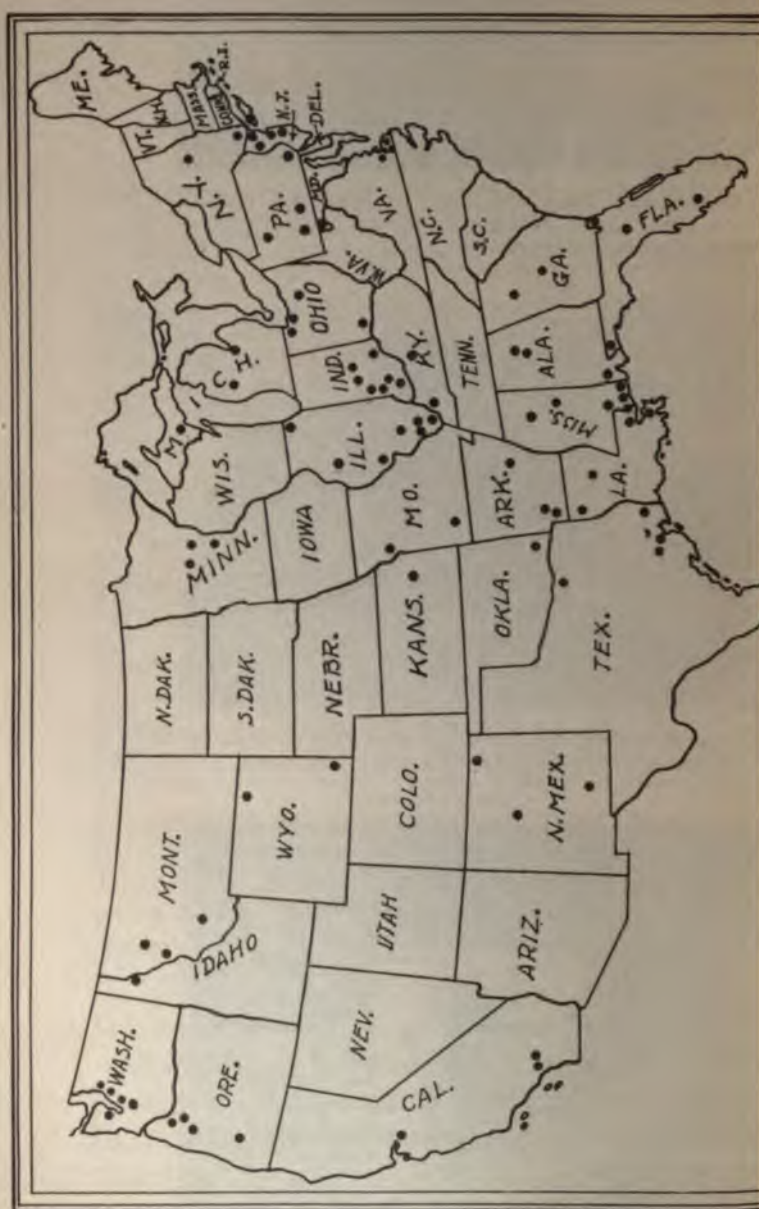 WASH.
ORE.
CAL.
NEV.
IDAHO
MONT.
WYO.
UTAH
ARIZ.
COLO.
N.MEX.
N.DAK.
S.DAK.
NEBR.
KANS.
OKLA.
TEX.
MINN.
IOWA
MO.
ARK.
LA.
WIS.
ILL.
MICH.
IND.
OHIO
KY.
TENN.
MISS.
ALA.
GA.
FLA.
S.C.
N.C.
VA.
W.VA.
MD.
DEL.
PA.
N.J.
N.Y.
CONN.
R.I.
MASS.
VT.
N.H.
ME.